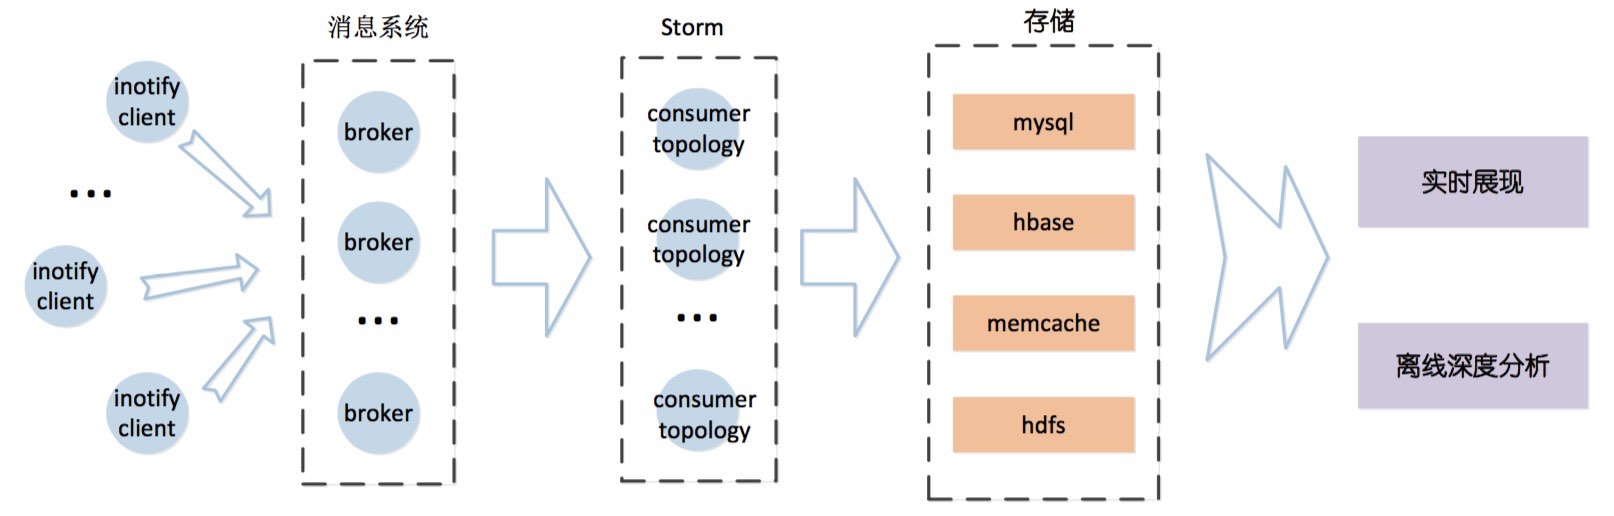 inotify
client
...
inotify
client
inotify
client
消息系统
broker
broker
...
broker
Storm
consumer
topology
consumer
topology
...
consumer
topology
存储
mysql
hbase
memcache
hdfs
实时展现
离线深度分析